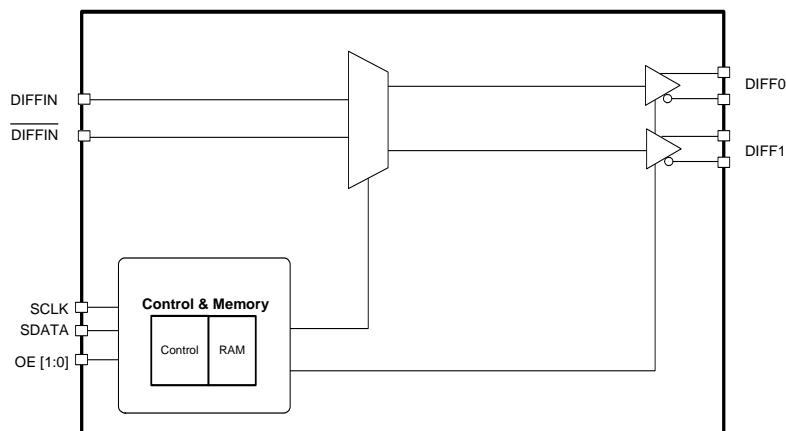 DIFFIN
DIFFIN
DIFF0
DIFF1
SCLK
SDATA
OE [1:0]
Control & Memory
Control
RAM